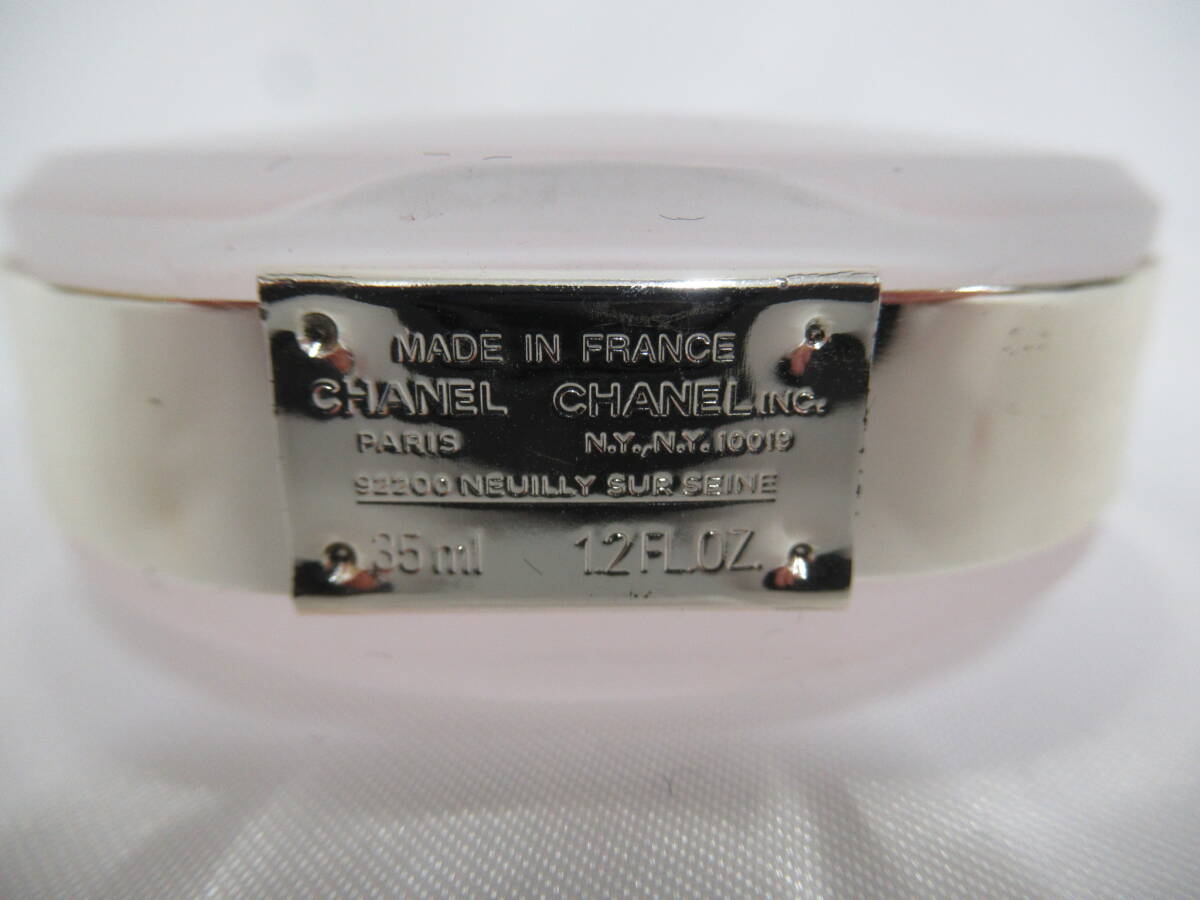 MADE IN FRANCE
CHANEL CHANEL INC.
PARIS N.Y., N.Y. 10019
92200 NEUILLY SUR SEINE
35 ml 1.2 FL.OZ.